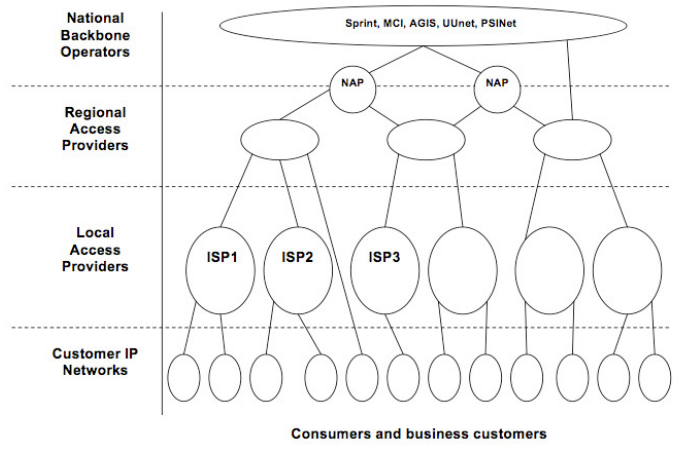 National
Backbone
Operators
Sprint, MCI, AGIS, UUnet, PSINet
NAP
NAP
Regional
Access
Providers
Local
Access
Providers
ISP1
ISP2
ISP3
Customer IP
Networks
Consumers and business customers